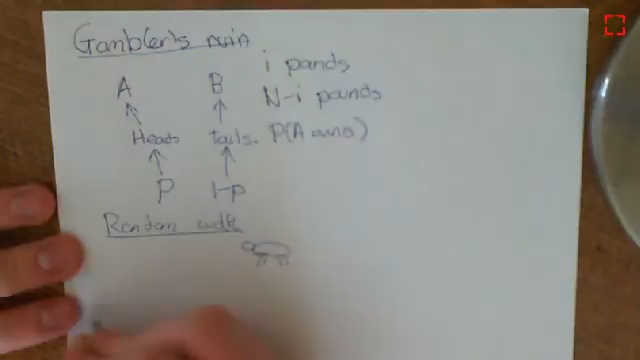 Gambler's ruin
i pounds
A B
N-i pounds
Heads tails. P(A wins)
P 1-p
Random walk